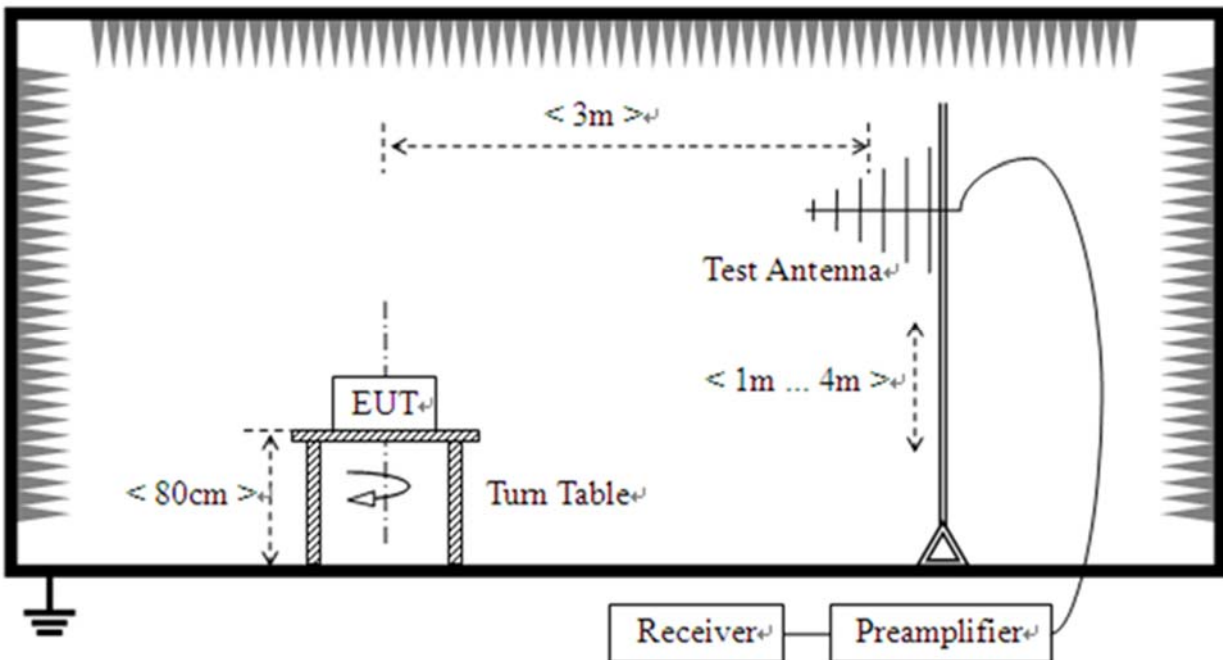 < 3m >↵
Test Antenna↵
< 1m ... 4m >↵
EUT↵
< 80cm >↵
Turn Table↵
Receiver↵
Preamplifier↵